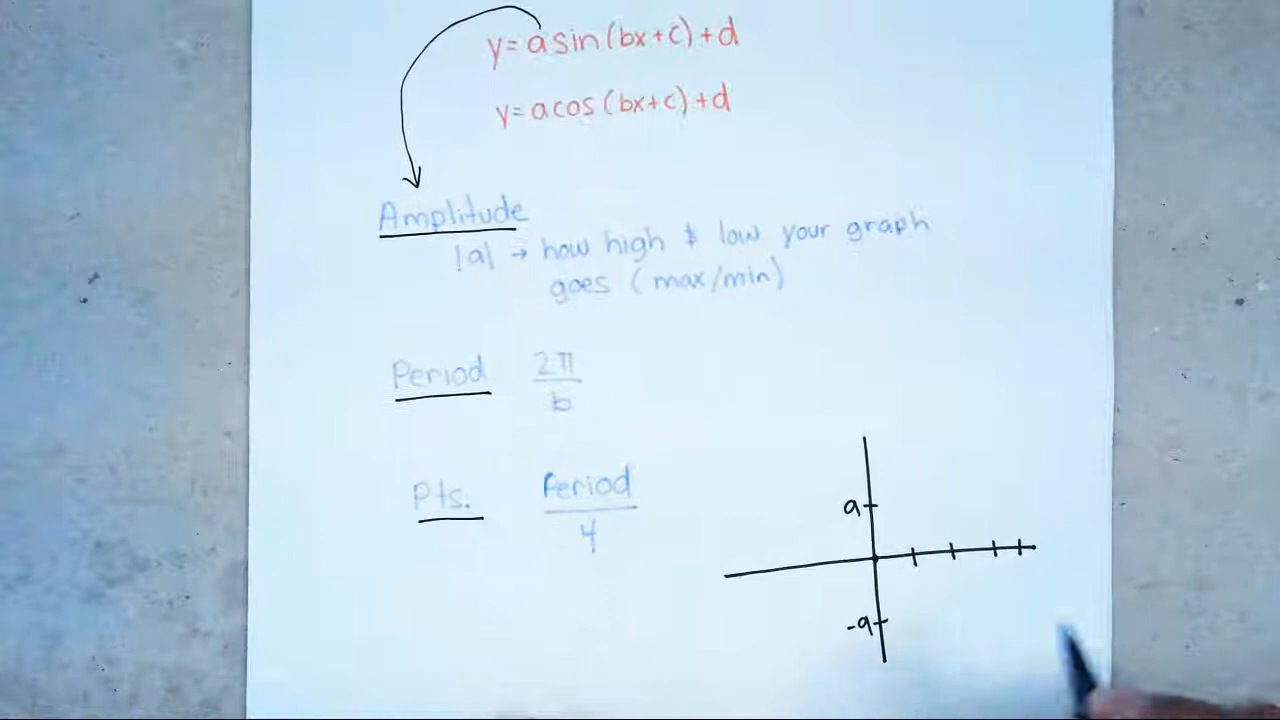 y=asin(bx+c)+d
y=acos(bx+c)+d
Amplitude
|a| → how high & low your graph
goes (max/min)
Period 2π/b
Pts. Period/4
a
-a